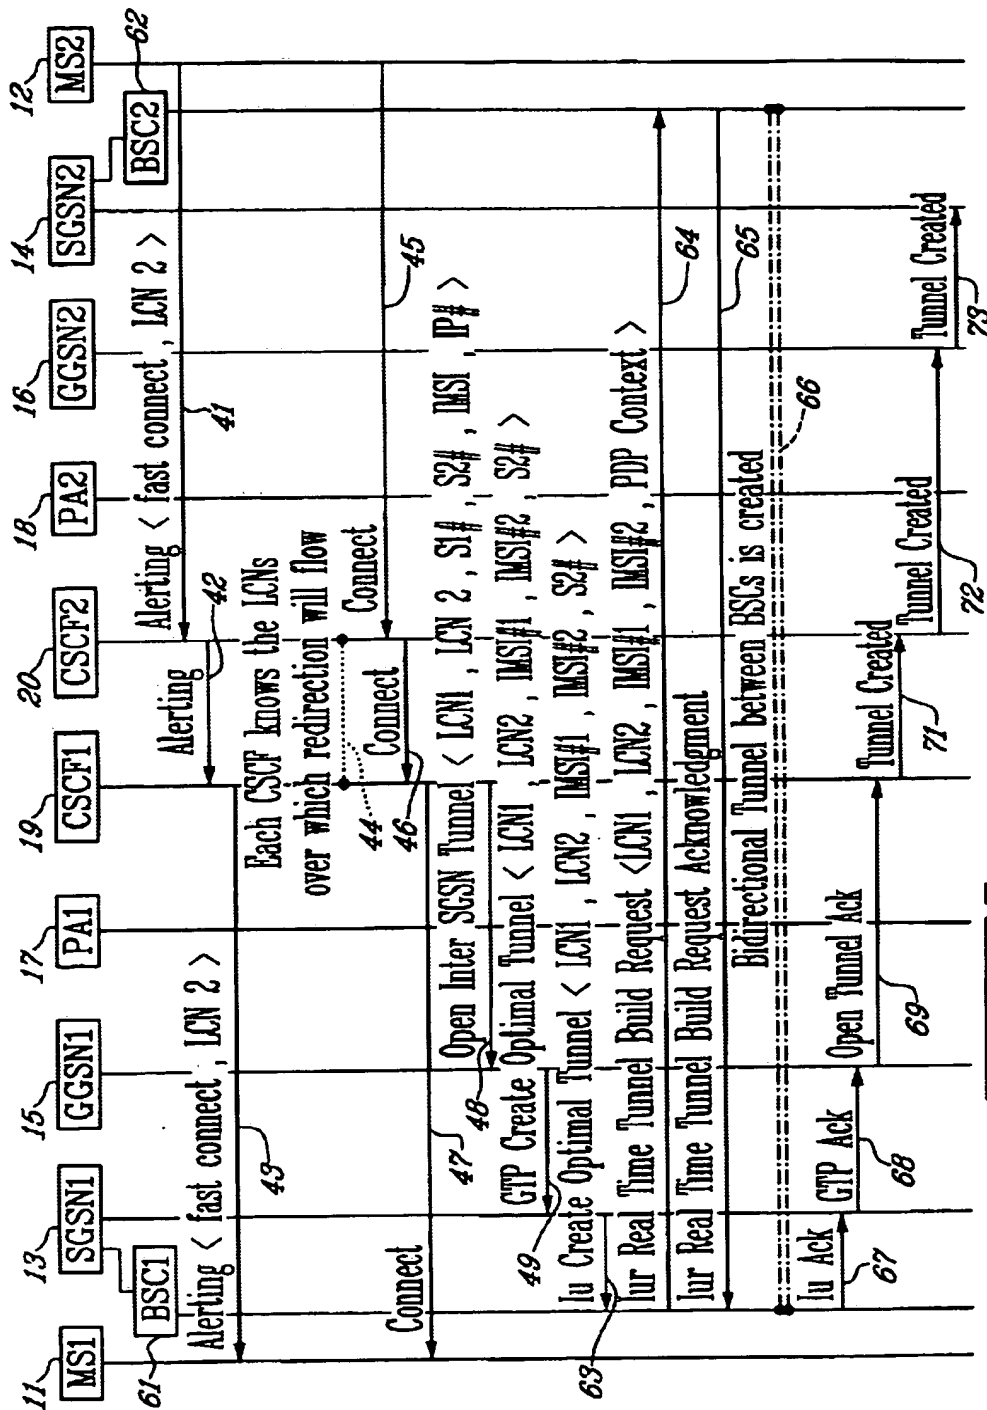 11 MS1
61 BSC1
13 SGSN1
15 GGSN1
17 PA1
19 CSCF1
20 CSCF2
18 PA2
16 GGSN2
14 SGSN2
BSC2 62
12 MS2
Alerting < fast connect , LCN 2 >
41
Alerting
42
Alerting < fast connect, LCN 2 >
43
Each CSCF knows the LCNs
over which redirection will flow
44
Connect
45
Connect
46
Connect
47
Open Inter SGSN Tunnel < LCN1 , LCN 2 , S1# , S2# , IMSI , IP# >
48
GTP Create Optimal Tunnel < LCN1 , LCN2 , IMSI#1 , IMSI#2 , S2# >
49
Iu Create Optimal Tunnel < LCN1 , LCN2 , IMSI#1 , IMSI#2 , S2# >
63
Iur Real Time Tunnel Build Request <LCN1 , LCN2 , IMSI#1 , IMSI#2 , PDP Context >
64
Iur Real Time Tunnel Build Request Acknowledgment
65
Bidirectional Tunnel between BSCs is created
66
Iu Ack
67
GTP Ack
68
Open Tunnel Ack
69
Tunnel Created
71
Tunnel Created
72
Tunnel Created
73